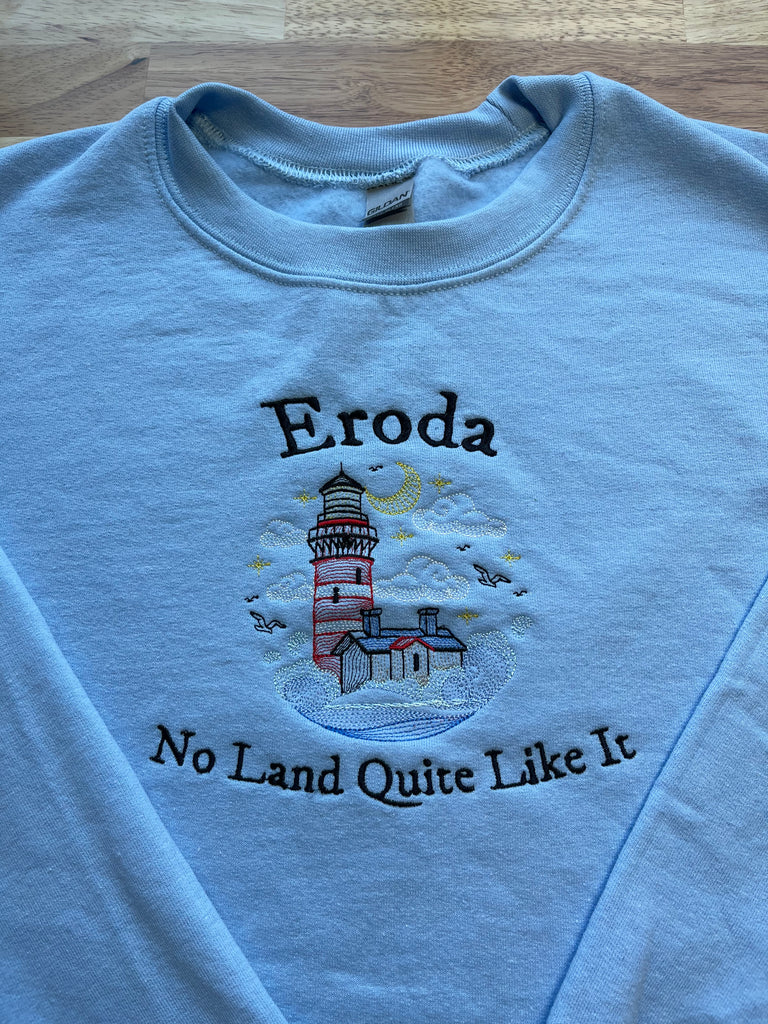 GILDAN
Eroda
No Land Quite Like It